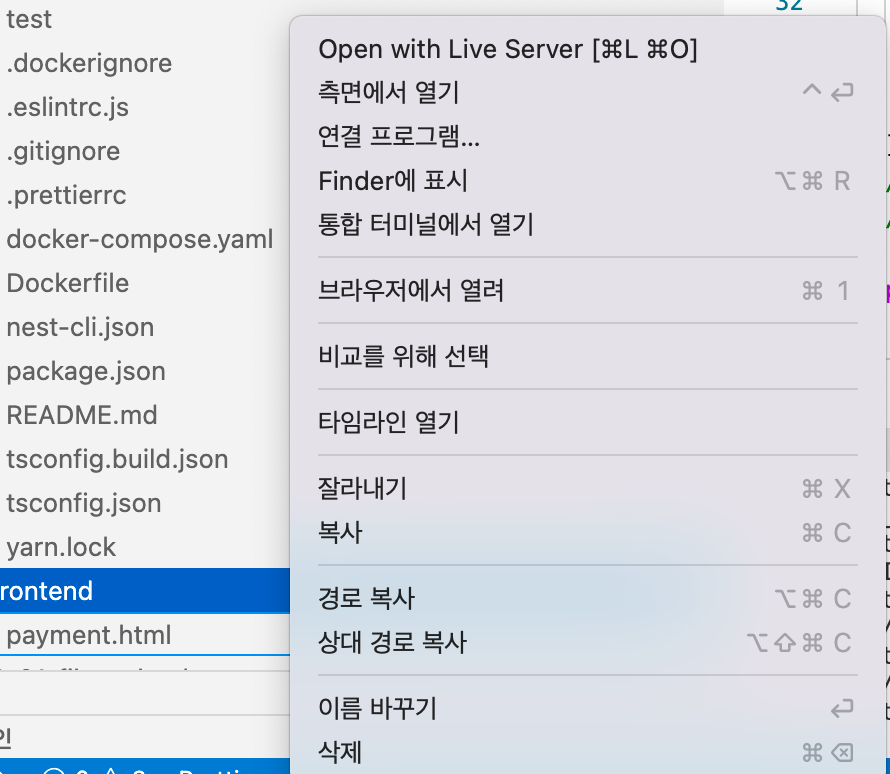 test
.dockerignore
.eslintrc.js
.gitignore
.prettierrc
docker-compose.yaml
Dockerfile
nest-cli.json
package.json
README.md
tsconfig.build.json
tsconfig.json
yarn.lock
rontend
payment.html
32
Open with Live Server [⌘L ⌘O]
측면에서 열기 ^ ⏎
연결 프로그램...
Finder에 표시 ⌥⌘ R
통합 터미널에서 열기
브라우저에서 열려 ⌘ 1
비교를 위해 선택
타임라인 열기
잘라내기 ⌘ X
복사 ⌘ C
경로 복사 ⌥⌘ C
상대 경로 복사 ⌥⇧⌘ C
이름 바꾸기 ⏎
삭제 ⌘⌫